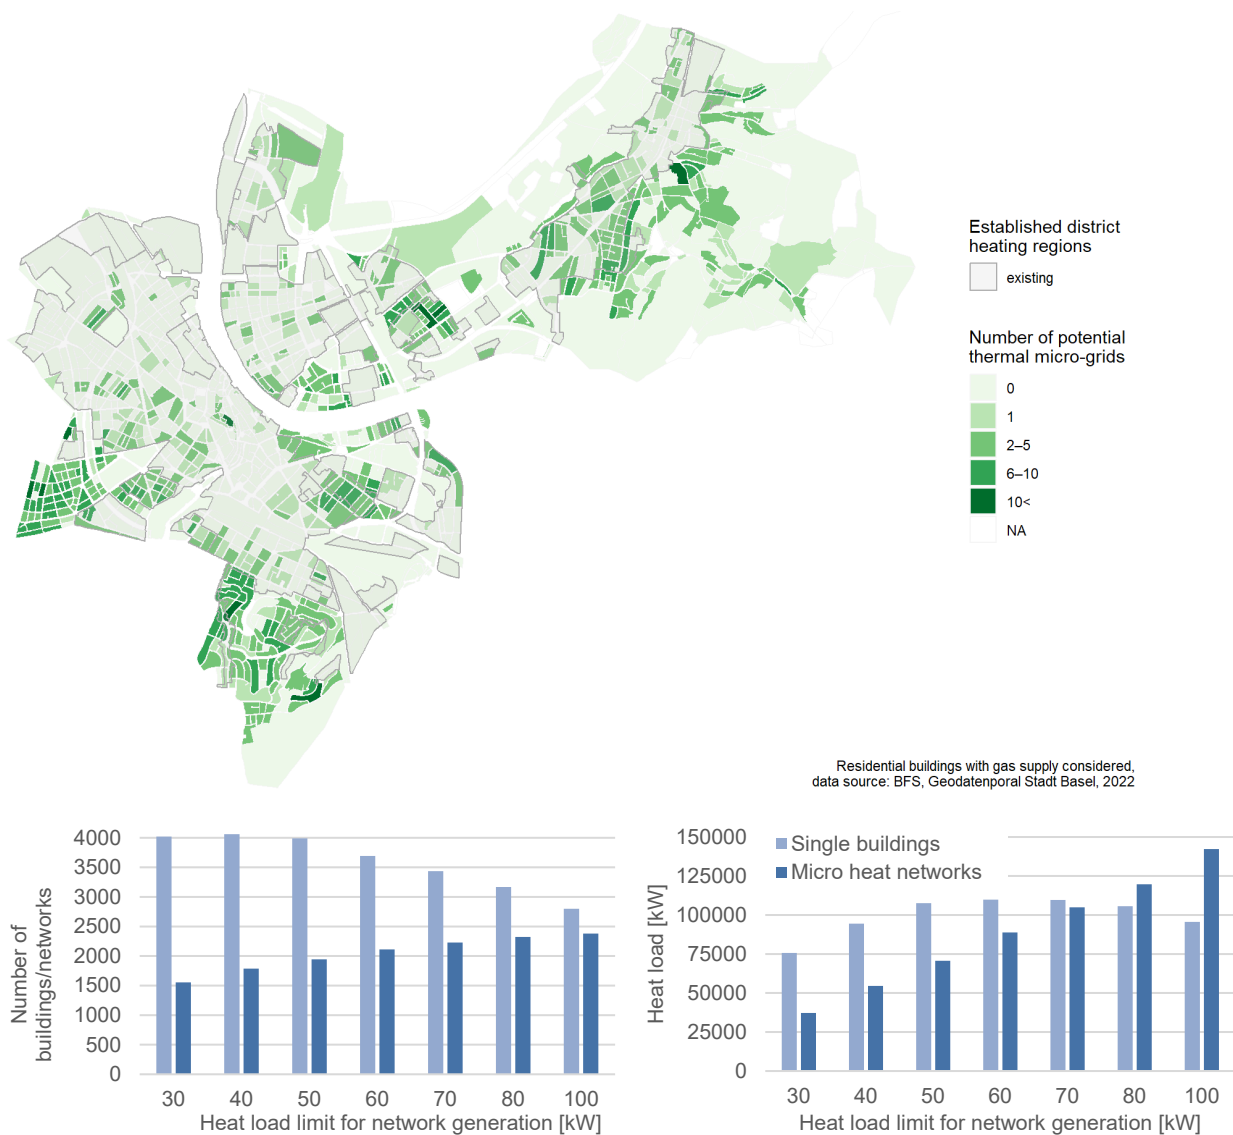 Established district
heating regions
existing
Number of potential
thermal micro-grids
0
1
2–5
6–10
10<
NA
Residential buildings with gas supply considered,
data source: BFS, Geodatenporal Stadt Basel, 2022
Number of
buildings/networks
4000
3500
3000
2500
2000
1500
1000
500
0
30 40 50 60 70 80 100
Heat load limit for network generation [kW]
Heat load [kW]
150000
125000
100000
75000
50000
25000
0
Single buildings
Micro heat networks
30 40 50 60 70 80 100
Heat load limit for network generation [kW]